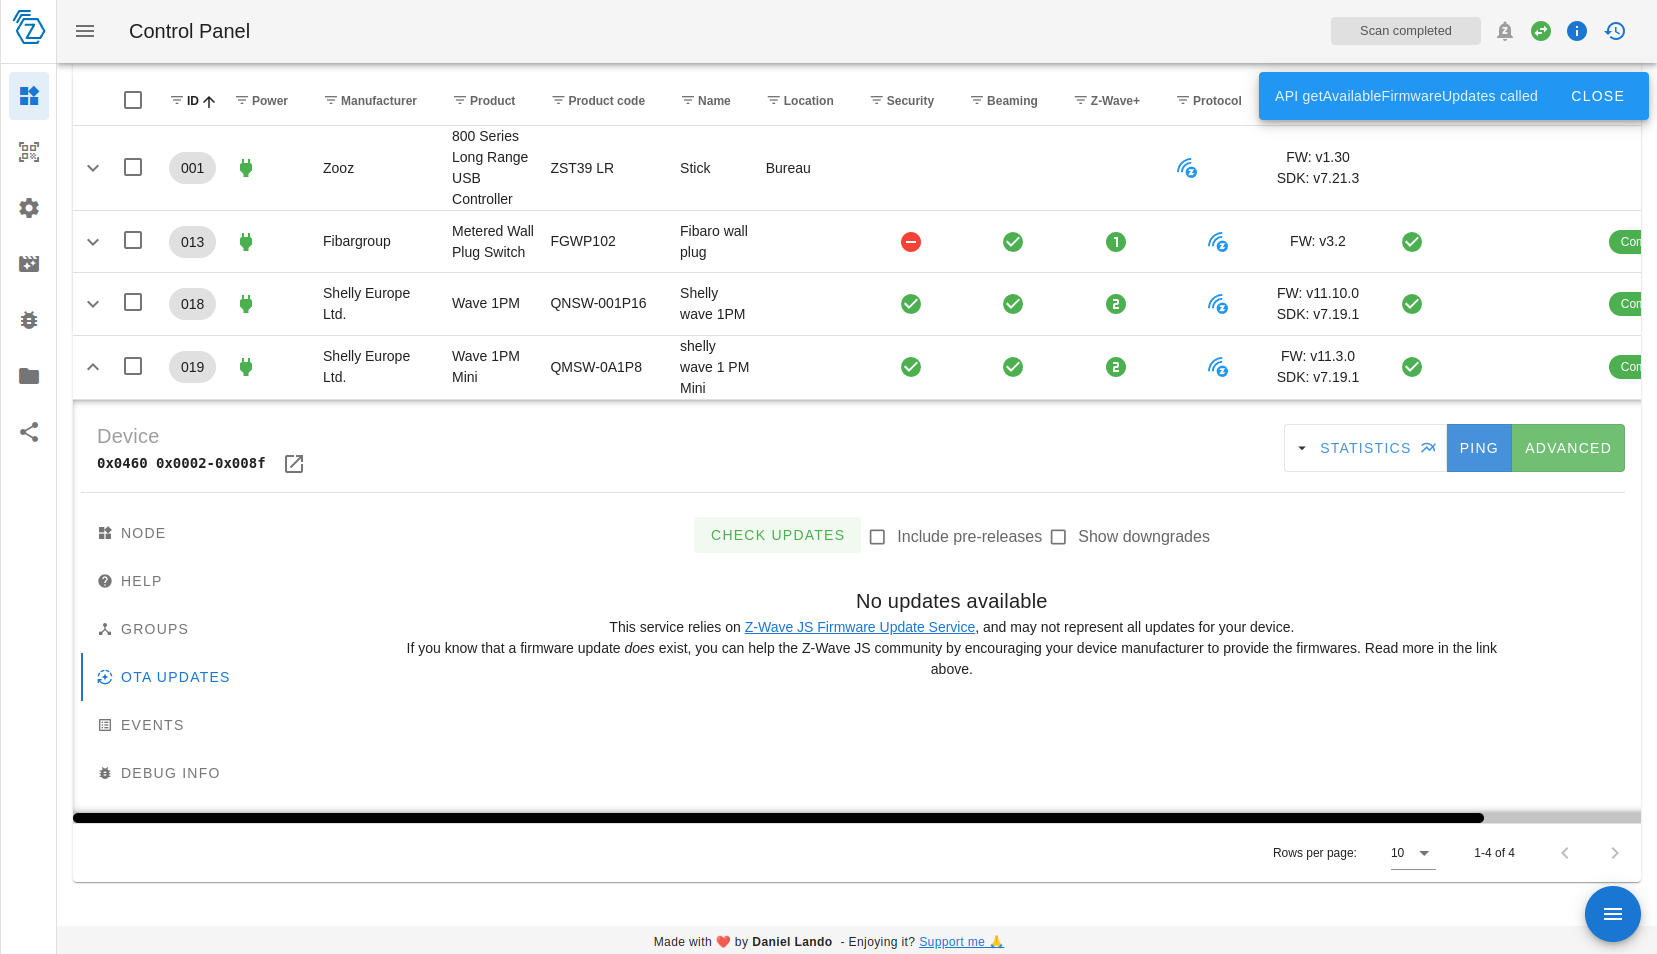 Control Panel
Scan completed
API getAvailableFirmwareUpdates called CLOSE
ID Power Manufacturer Product Product code Name Location Security Beaming Z-Wave+ Protocol
001 Zooz 800 Series Long Range USB Controller ZST39 LR Stick Bureau FW: v1.30 SDK: v7.21.3
013 Fibargroup Metered Wall Plug Switch FGWP102 Fibaro wall plug 1 FW: v3.2 Con
018 Shelly Europe Ltd. Wave 1PM QNSW-001P16 Shelly wave 1PM 2 FW: v11.10.0 SDK: v7.19.1 Con
019 Shelly Europe Ltd. Wave 1PM Mini QMSW-0A1P8 shelly wave 1 PM Mini 2 FW: v11.3.0 SDK: v7.19.1 Con
Device
0x0460 0x0002-0x008f
STATISTICS PING ADVANCED
NODE
HELP
GROUPS
OTA UPDATES
EVENTS
DEBUG INFO
CHECK UPDATES Include pre-releases Show downgrades
No updates available
This service relies on Z-Wave JS Firmware Update Service, and may not represent all updates for your device.
If you know that a firmware update does exist, you can help the Z-Wave JS community by encouraging your device manufacturer to provide the firmwares. Read more in the link
above.
Rows per page: 10 1-4 of 4
Made with ❤️ by Daniel Lando - Enjoying it? Support me 🙏